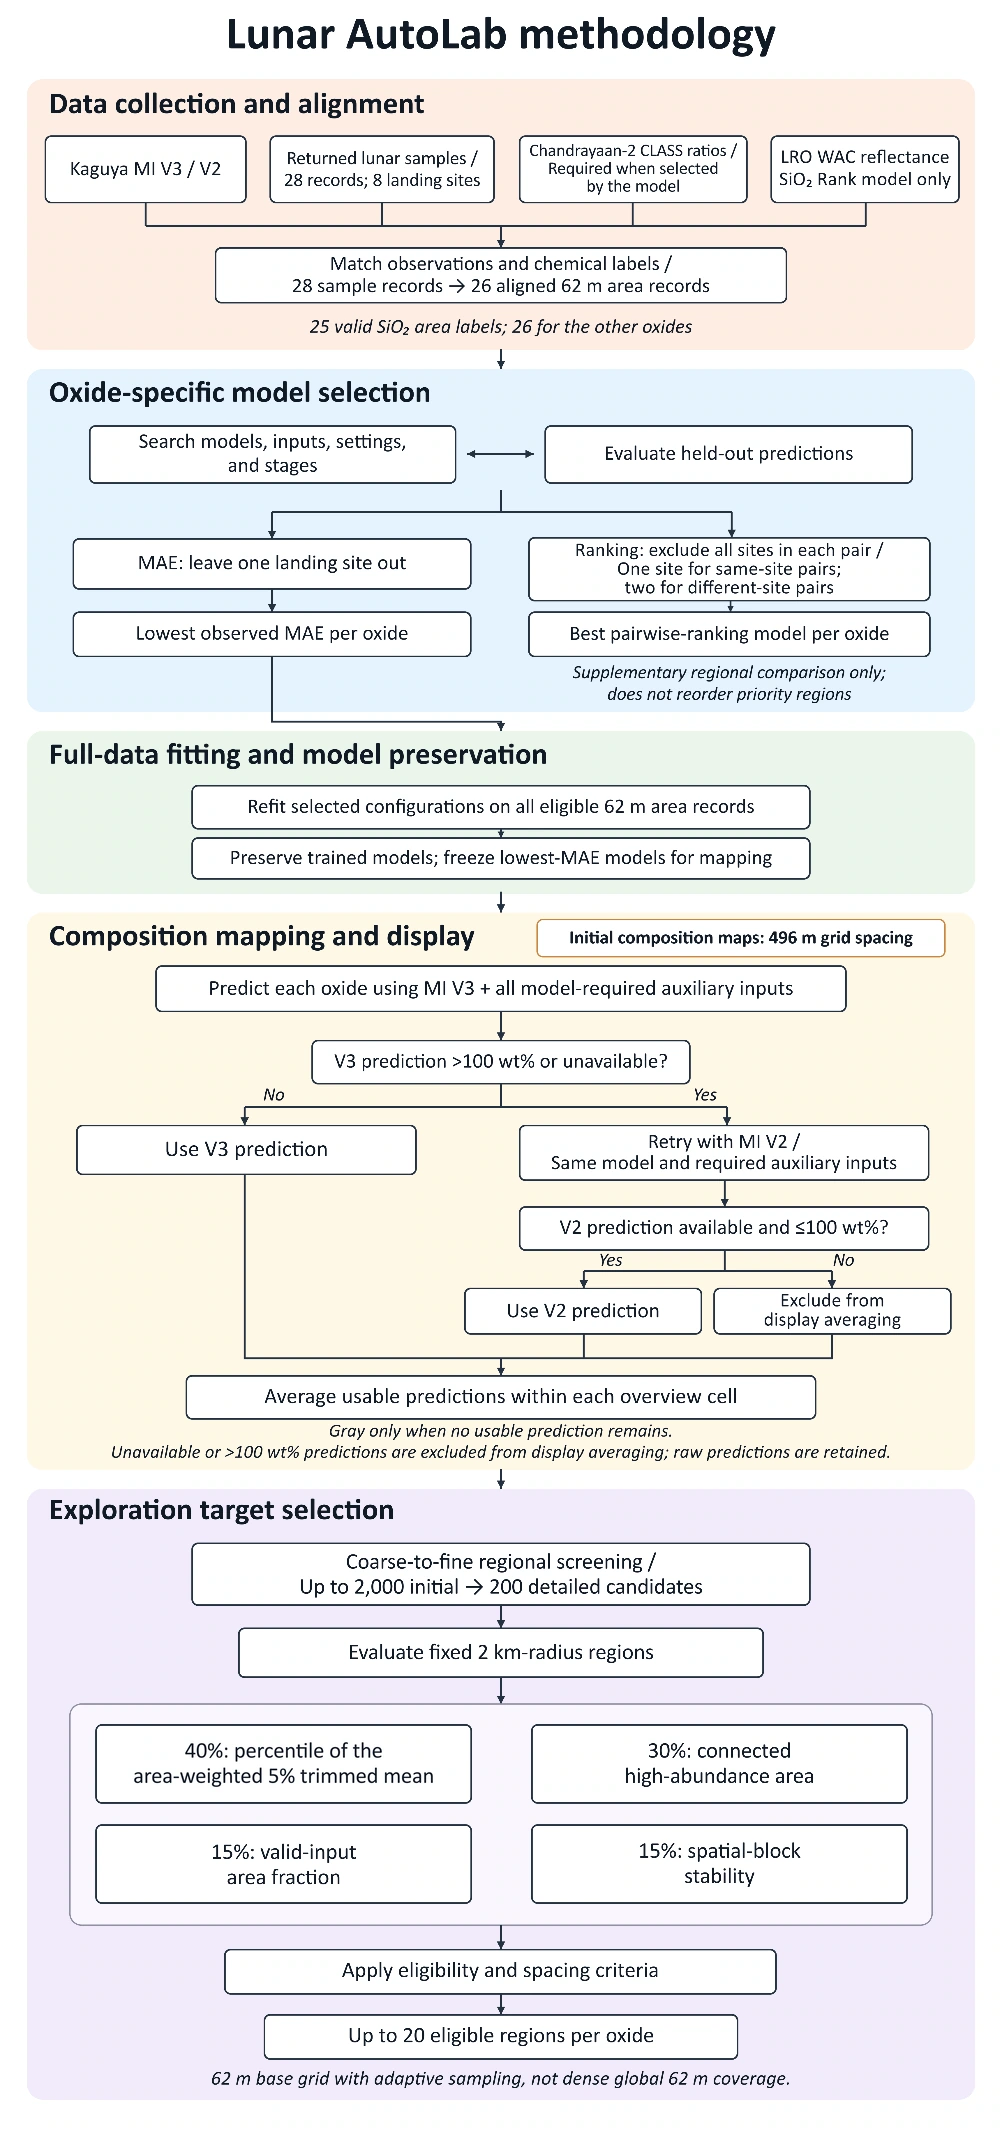 Lunar AutoLab methodology
Data collection and alignment
Kaguya MI V3 / V2
Returned lunar samples /
28 records; 8 landing sites
Chandrayaan-2 CLASS ratios /
Required when selected
by the model
LRO WAC reflectance
SiO₂ Rank model only
Match observations and chemical labels /
28 sample records → 26 aligned 62 m area records
25 valid SiO₂ area labels; 26 for the other oxides
Oxide-specific model selection
Search models, inputs, settings,
and stages
Evaluate held-out predictions
MAE: leave one landing site out
Ranking: exclude all sites in each pair /
One site for same-site pairs;
two for different-site pairs
Lowest observed MAE per oxide
Best pairwise-ranking model per oxide
Supplementary regional comparison only;
does not reorder priority regions
Full-data fitting and model preservation
Refit selected configurations on all eligible 62 m area records
Preserve trained models; freeze lowest-MAE models for mapping
Composition mapping and display
Initial composition maps: 496 m grid spacing
Predict each oxide using MI V3 + all model-required auxiliary inputs
V3 prediction >100 wt% or unavailable?
No
Yes
Use V3 prediction
Retry with MI V2 /
Same model and required auxiliary inputs
V2 prediction available and ≤100 wt%?
Yes
No
Use V2 prediction
Exclude from
display averaging
Average usable predictions within each overview cell
Gray only when no usable prediction remains.
Unavailable or >100 wt% predictions are excluded from display averaging; raw predictions are retained.
Exploration target selection
Coarse-to-fine regional screening /
Up to 2,000 initial → 200 detailed candidates
Evaluate fixed 2 km-radius regions
40%: percentile of the
area-weighted 5% trimmed mean
30%: connected
high-abundance area
15%: valid-input
area fraction
15%: spatial-block
stability
Apply eligibility and spacing criteria
Up to 20 eligible regions per oxide
62 m base grid with adaptive sampling, not dense global 62 m coverage.